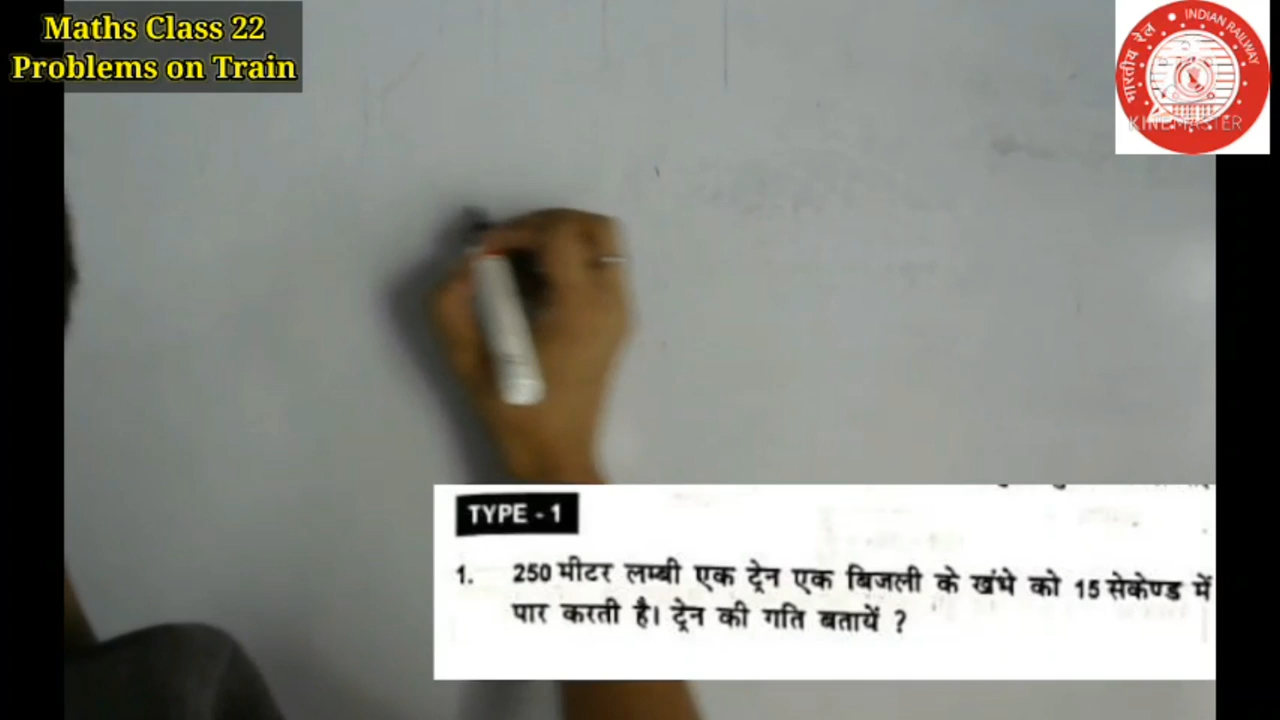 Maths Class 22
Problems on Train
भारतीय रेल
INDIAN RAILWAY
KINEMASTER
TYPE - 1
1. 250 मीटर लम्बी एक ट्रेन एक बिजली के खंभे को 15 सेकेण्ड में
पार करती है। ट्रेन की गति बतायें ?